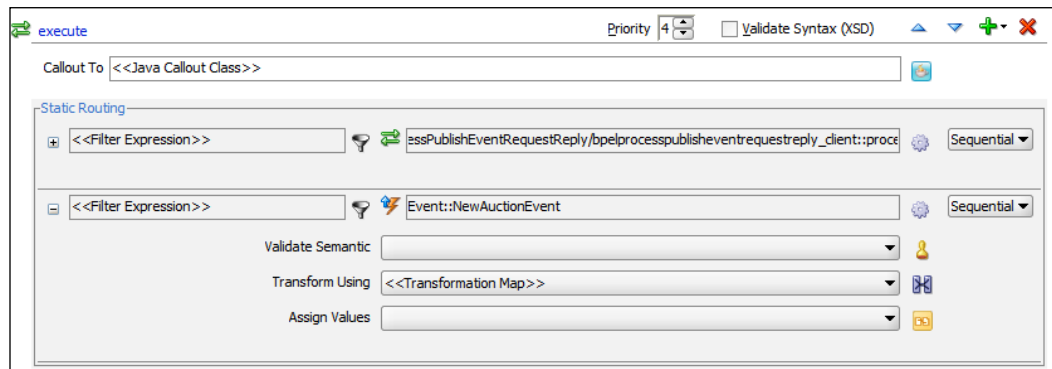 execute Priority 4 Validate Syntax (XSD)
Callout To <<Java Callout Class>>
Static Routing
<<Filter Expression>> essPublishEventRequestReply/bpelprocesspublisheventrequestreply_client::proce Sequential
<<Filter Expression>> Event::NewAuctionEvent Sequential
Validate Semantic
Transform Using <<Transformation Map>>
Assign Values